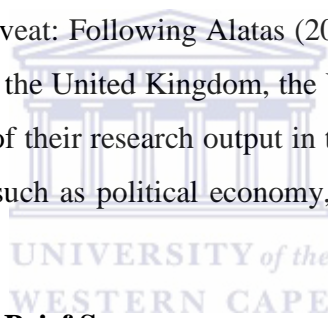 veat: Following Alatas (20
the United Kingdom, the
of their research output in t
such as political economy,
UNIVERSITY of the
WESTERN CAPE